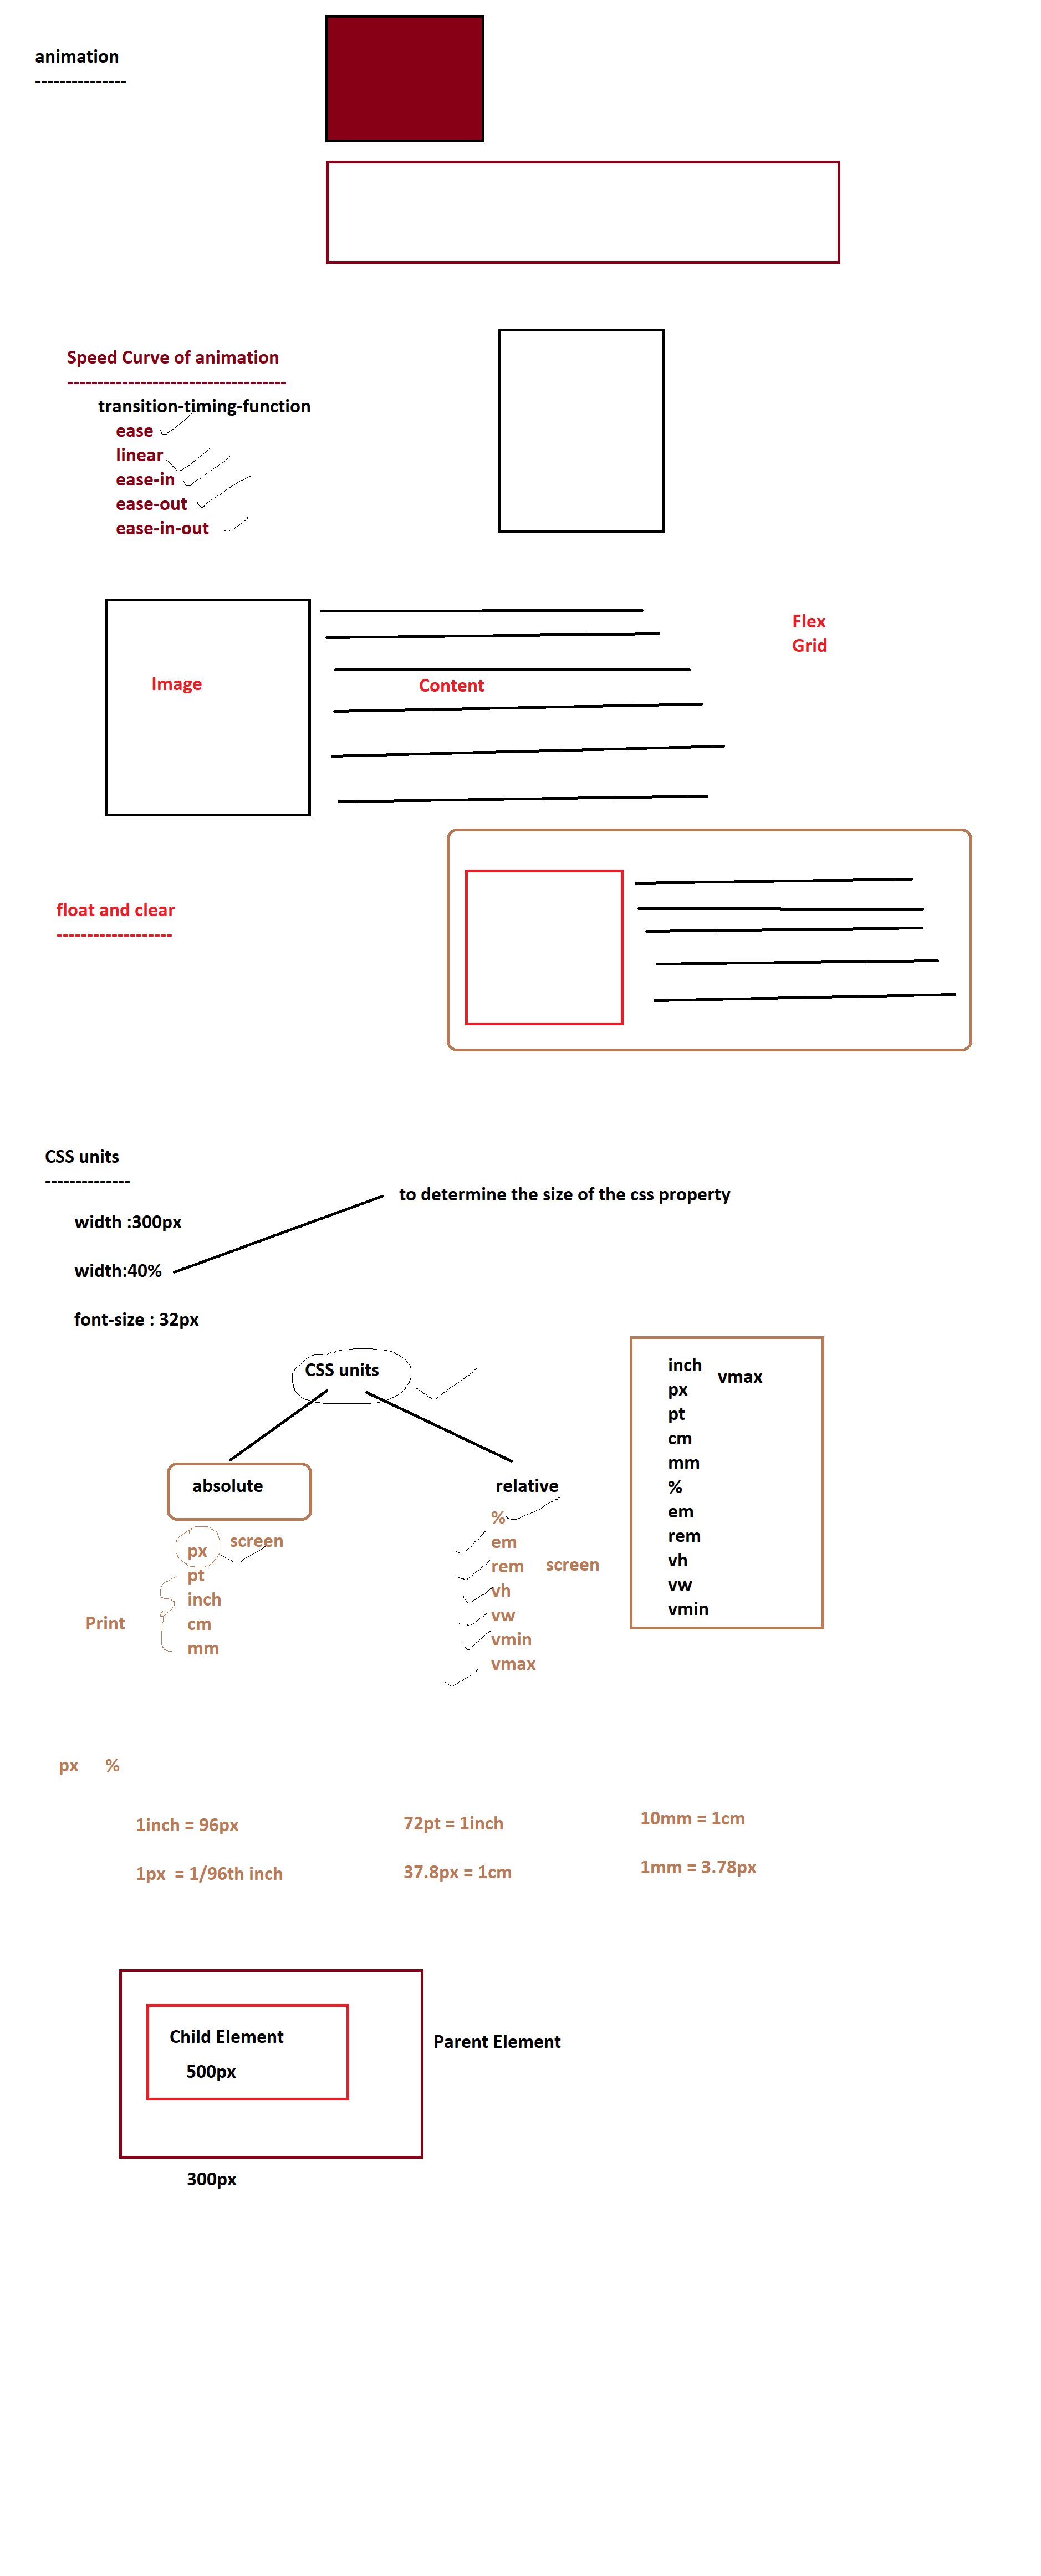 animation
---------------
Speed Curve of animation
------------------------------------
transition-timing-function
ease
linear
ease-in
ease-out
ease-in-out
Flex
Grid
Image
Content
float and clear
-------------------
CSS units
--------------
to determine the size of the css property
width :300px
width:40%
font-size : 32px
CSS units
absolute
px
screen
pt
inch
cm
mm
Print
relative
%
em
rem
screen
vh
vw
vmin
vmax
inch
vmax
px
pt
cm
mm
%
em
rem
vh
vw
vmin
px %
1inch = 96px
72pt = 1inch
10mm = 1cm
1px = 1/96th inch
37.8px = 1cm
1mm = 3.78px
Child Element
500px
Parent Element
300px